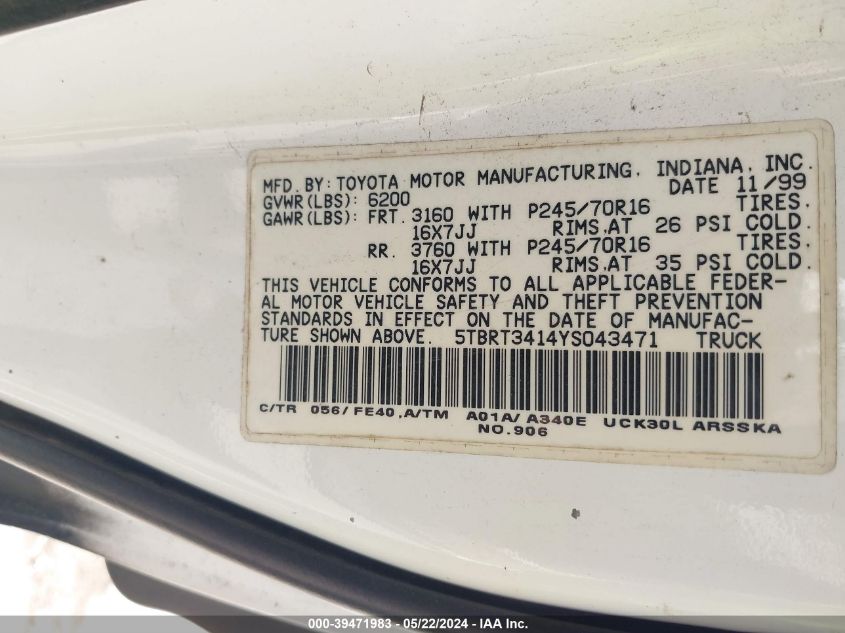 MFD. BY: TOYOTA MOTOR MANUFACTURING, INDIANA, INC.
GVWR(LBS): 6200 DATE 11/99
GAWR(LBS): FRT. 3160 WITH P245/70R16 TIRES,
16X7JJ RIMS,AT 26 PSI COLD.
RR. 3760 WITH P245/70R16 TIRES,
16X7JJ RIMS,AT 35 PSI COLD.
THIS VEHICLE CONFORMS TO ALL APPLICABLE FEDER-
AL MOTOR VEHICLE SAFETY AND THEFT PREVENTION
STANDARDS IN EFFECT ON THE DATE OF MANUFAC-
TURE SHOWN ABOVE. 5TBRT3414YS043471 TRUCK
C/TR 056/FE40,A/TM A01A/A340E UCK30L ARSSKA
NO.906
000-39471983 / 05/22/2024 - © IAA Inc.